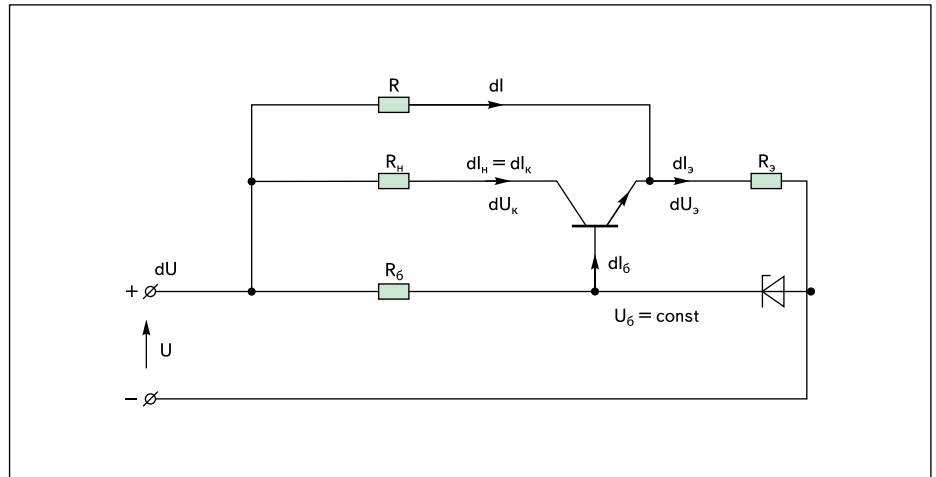 R dI
Rн dIн = dIк dIэ Rэ
dUк dUэ
Rб dIб
+ dU
Uб = const
U
−